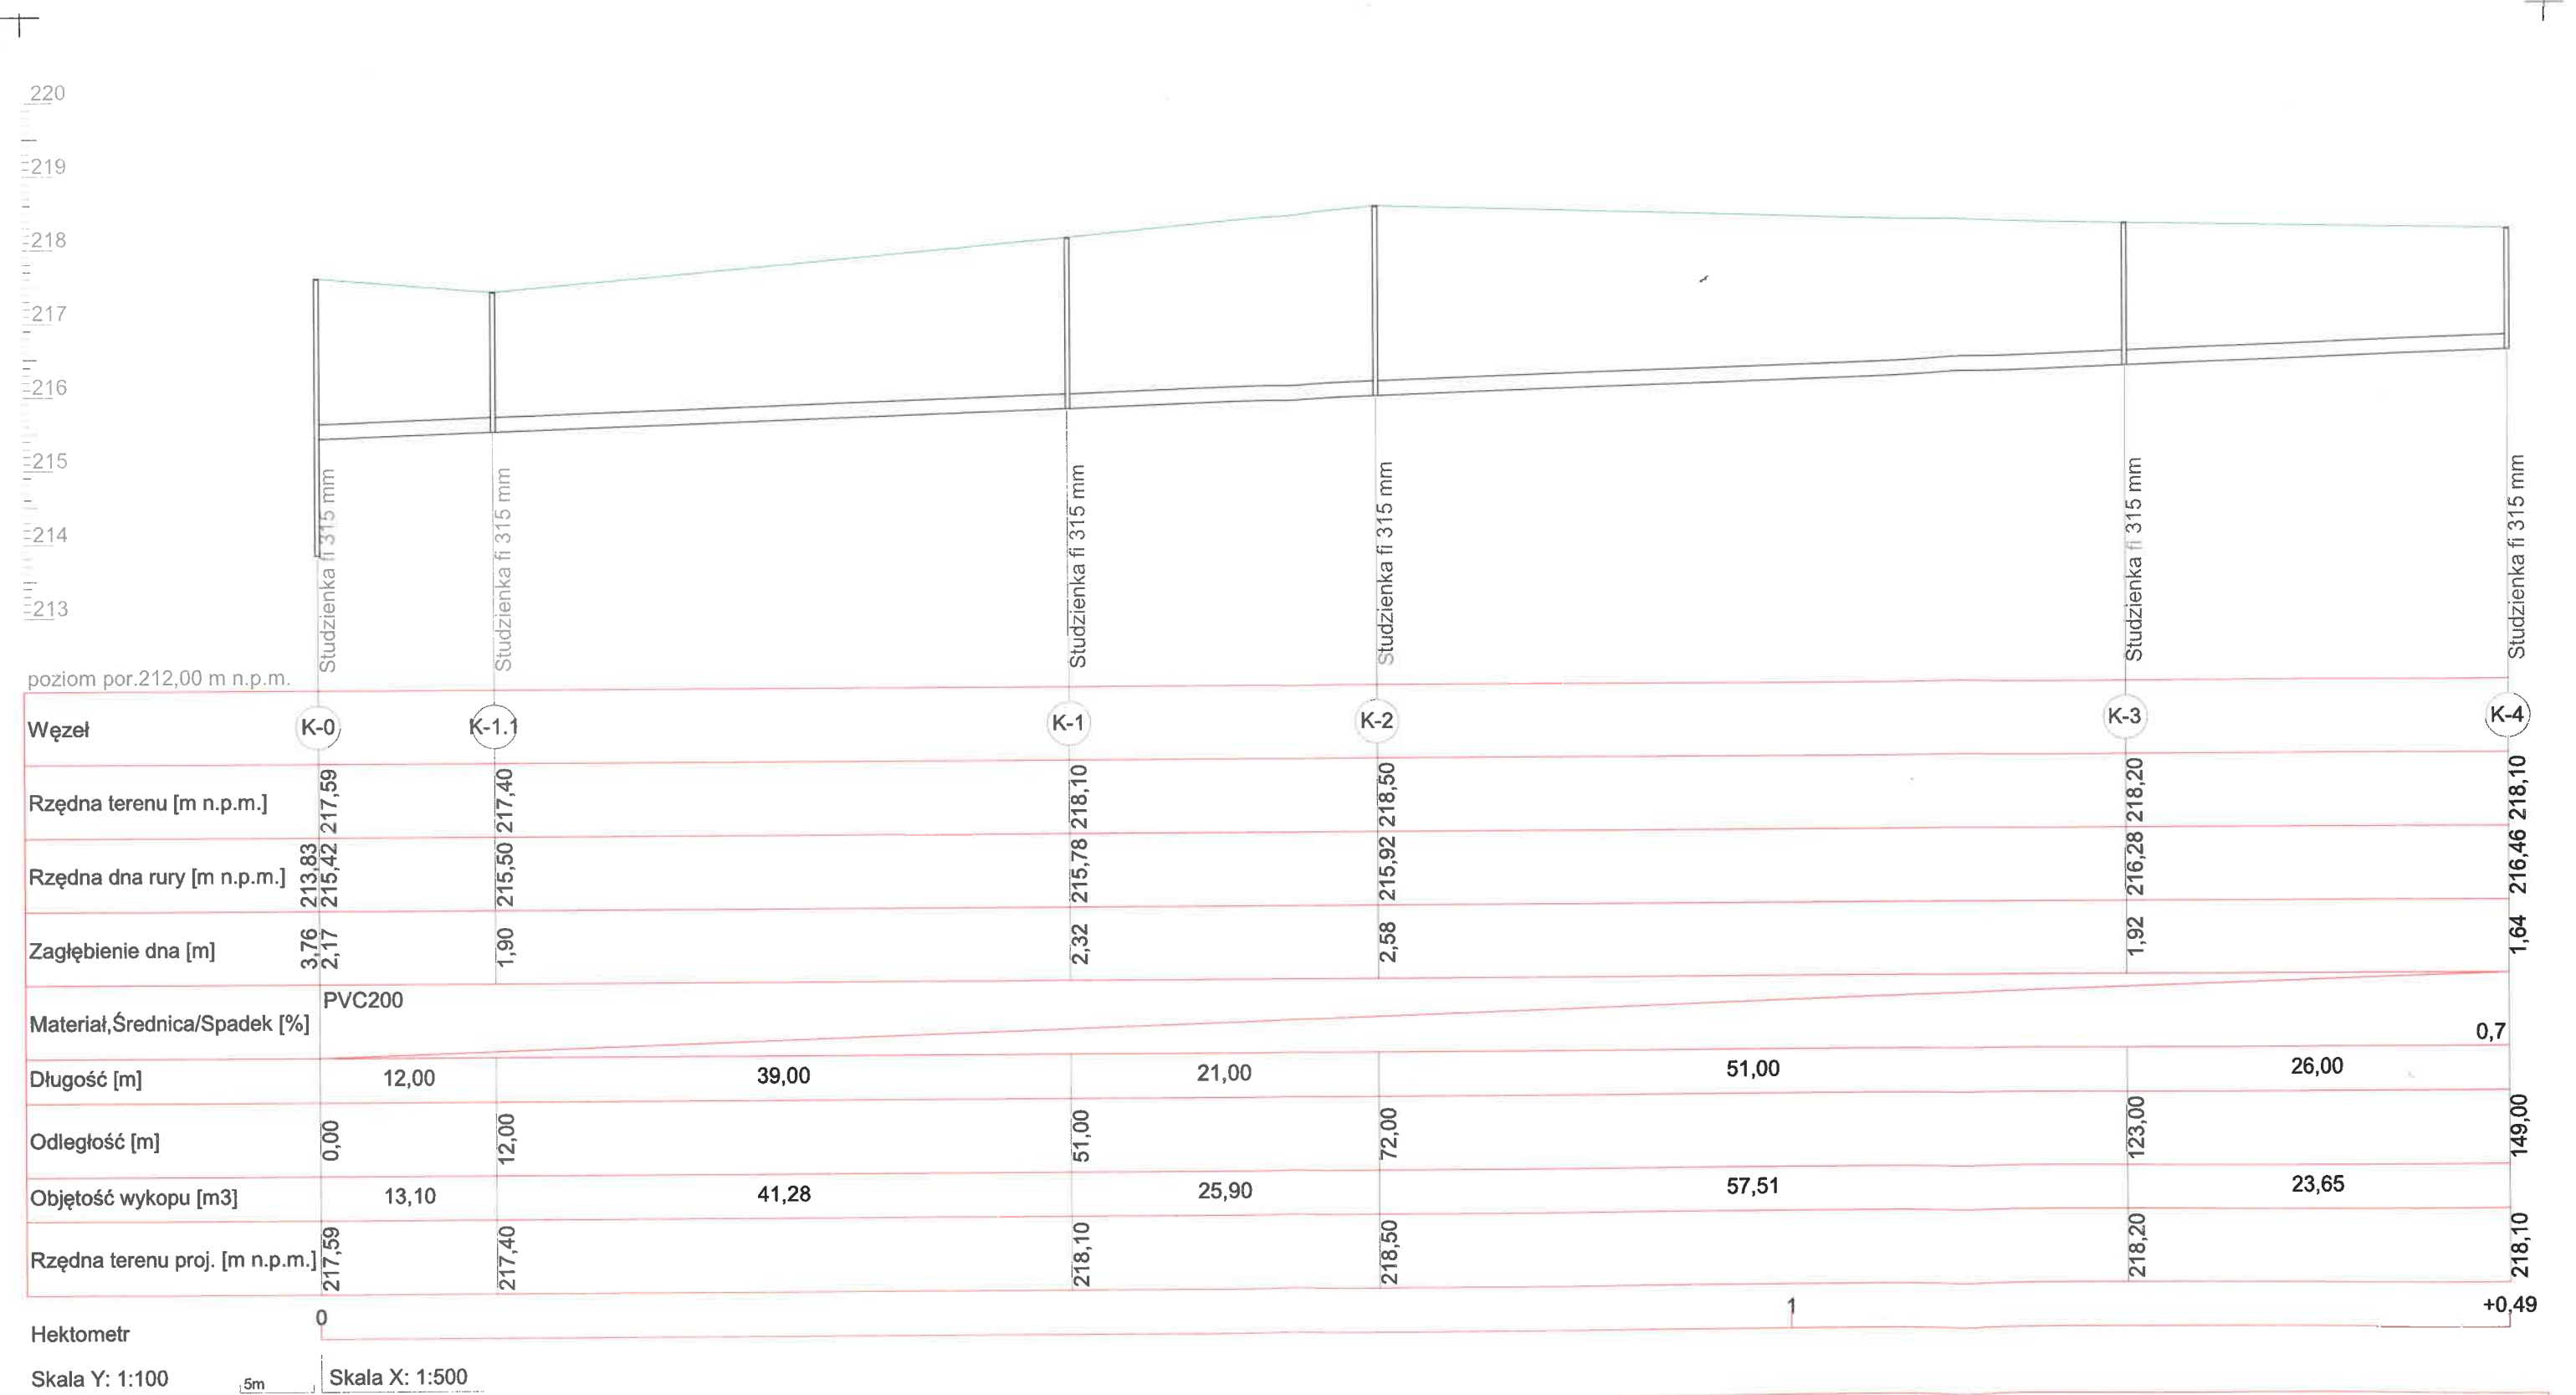 220
219
218
217
216
215
214
213
Studzienka fi 315 mm
Studzienka fi 315 mm
Studzienka fi 315 mm
Studzienka fi 315 mm
Studzienka fi 315 mm
Studzienka fi 315 mm
poziom por.212,00 m n.p.m.
Węzeł K-0 K-1.1 K-1 K-2 K-3 K-4
Rzędna terenu [m n.p.m.] 217,59 217,40 218,10 218,50 218,20 218,10
Rzędna dna rury [m n.p.m.] 213,83 215,42 215,50 215,78 215,92 216,28 216,46
Zagłębienie dna [m] 3,76 2,17 1,90 2,32 2,58 1,92 1,64
PVC200
Materiał,Średnica/Spadek [%] 0,7
Długość [m] 12,00 39,00 21,00 51,00 26,00
Odległość [m] 0,00 12,00 51,00 72,00 123,00 149,00
Objętość wykopu [m3] 13,10 41,28 25,90 57,51 23,65
Rzędna terenu proj. [m n.p.m.] 217,59 217,40 218,10 218,50 218,20 218,10
Hektometr 0 1 +0,49
Skala Y: 1:100 5m Skala X: 1:500